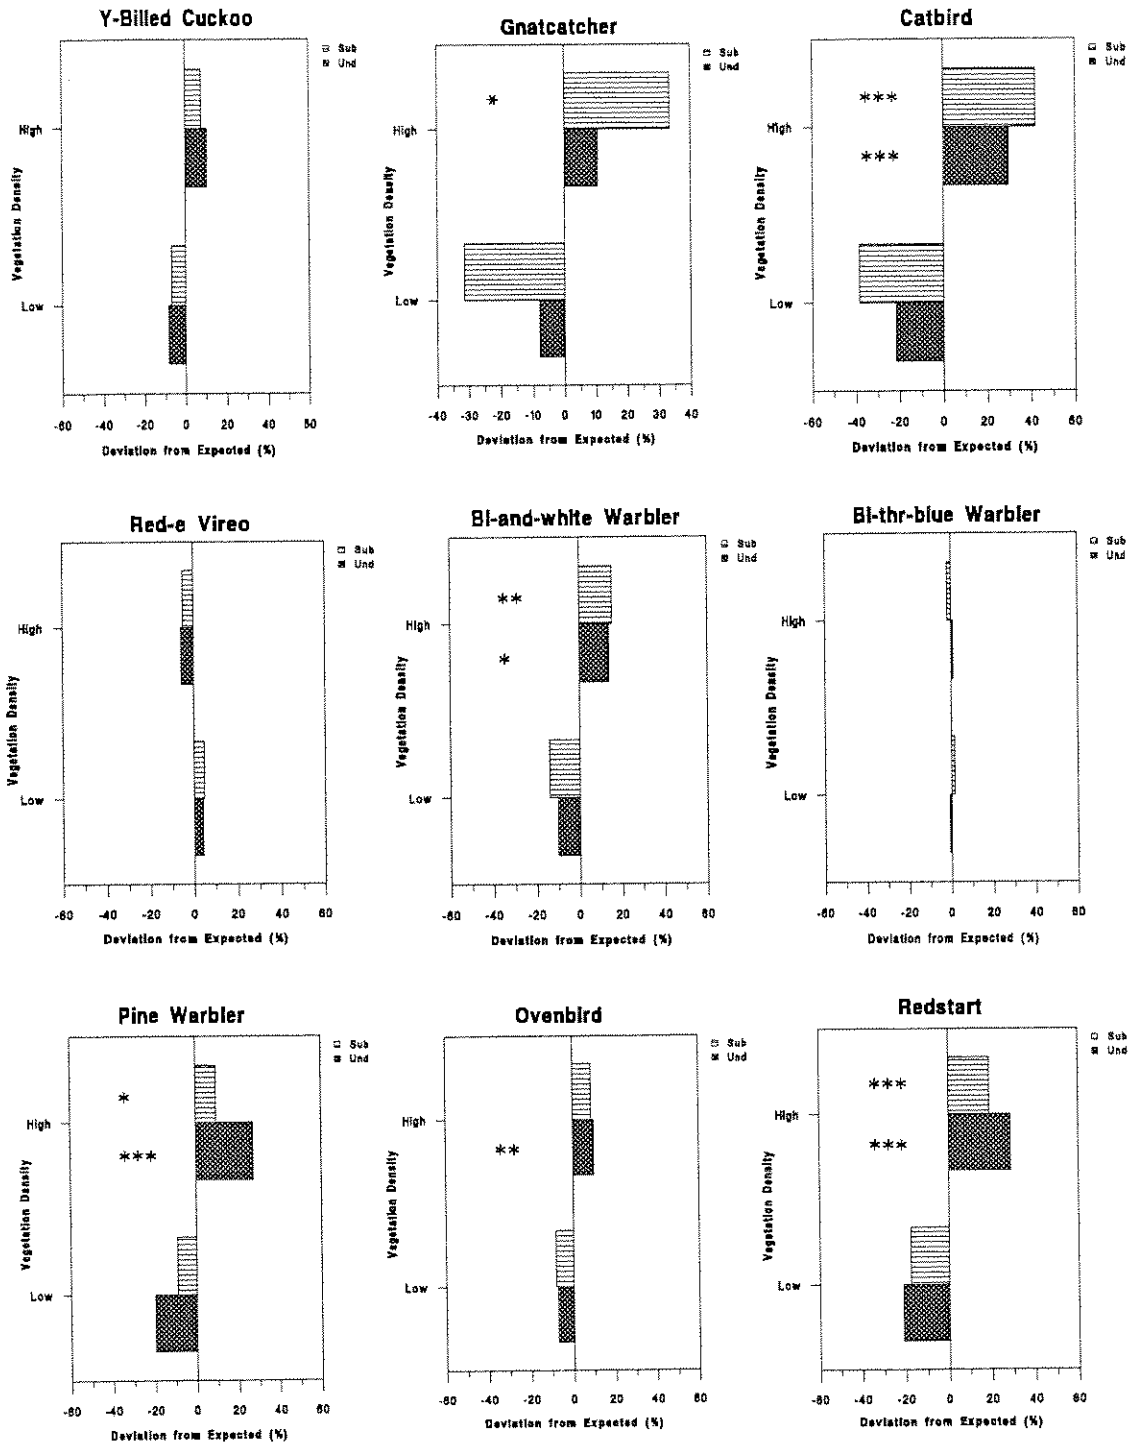 Y-Billed Cuckoo
Sub
Und
High
Low
Vegetation Density
-60 -40 -20 0 20 40 60
Deviation from Expected (%)
Gnatcatcher
Sub
Und
*
High
Low
Vegetation Density
-40 -30 -20 -10 0 10 20 30 40
Deviation from Expected (%)
Catbird
Sub
Und
***
High
***
Low
Vegetation Density
-60 -40 -20 0 20 40 60
Deviation from Expected (%)
Red-e Vireo
Sub
Und
High
Low
Vegetation Density
-60 -40 -20 0 20 40 60
Deviation from Expected (%)
Bl-and-white Warbler
Sub
Und
**
High
*
Low
Vegetation Density
-60 -40 -20 0 20 40 60
Deviation from Expected (%)
Bl-thr-blue Warbler
Sub
Und
High
Low
Vegetation Density
-60 -40 -20 0 20 40 60
Deviation from Expected (%)
Pine Warbler
Sub
Und
*
High
***
Low
Vegetation Density
-60 -40 -20 0 20 40 60
Deviation from Expected (%)
Ovenbird
Sub
Und
High
**
Low
Vegetation Density
-60 -40 -20 0 20 40 60
Deviation from Expected (%)
Redstart
Sub
Und
***
High
***
Low
Vegetation Density
-60 -40 -20 0 20 40 60
Deviation from Expected (%)